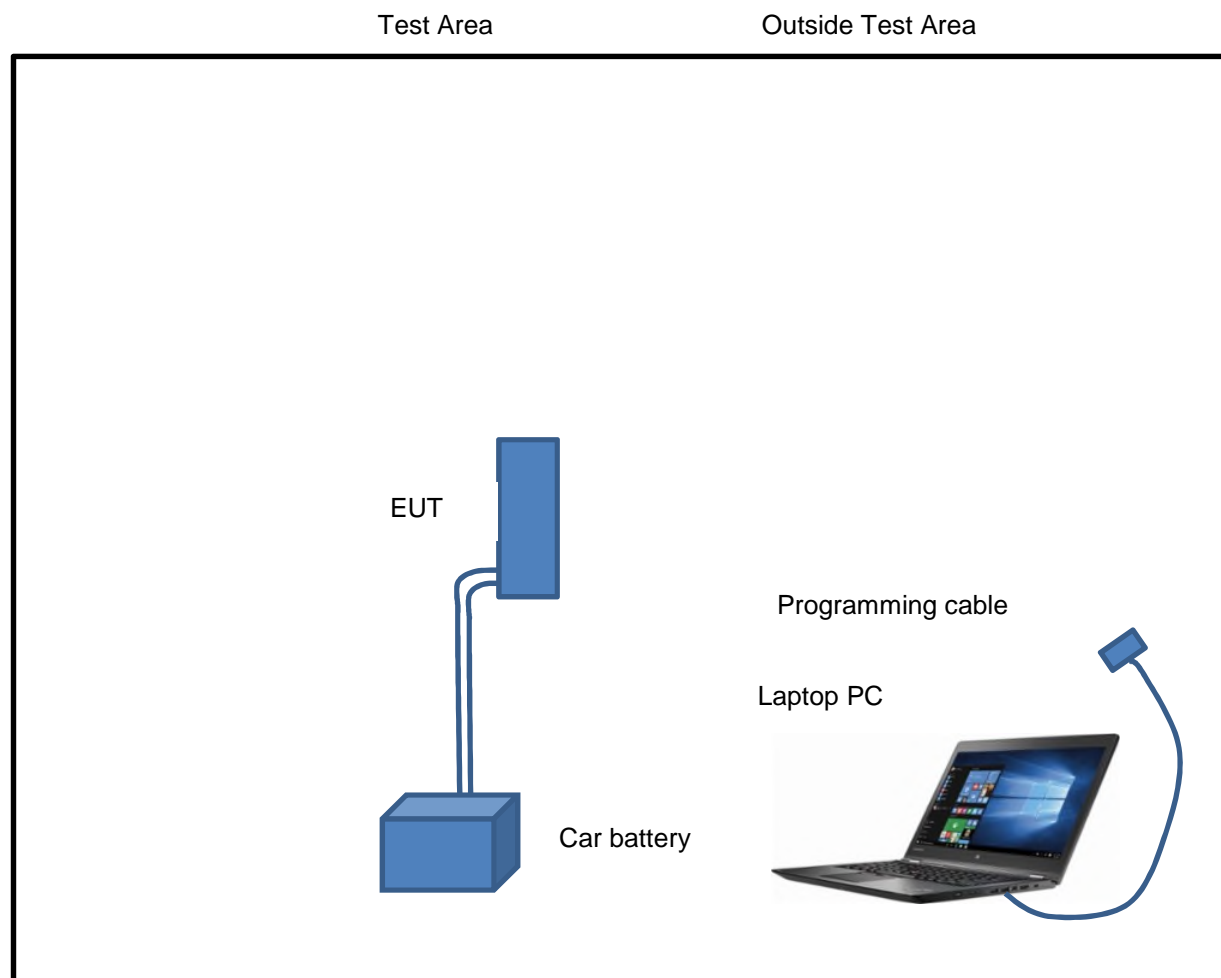 Test Area
Outside Test Area
EUT
Programming cable
Laptop PC
Car battery